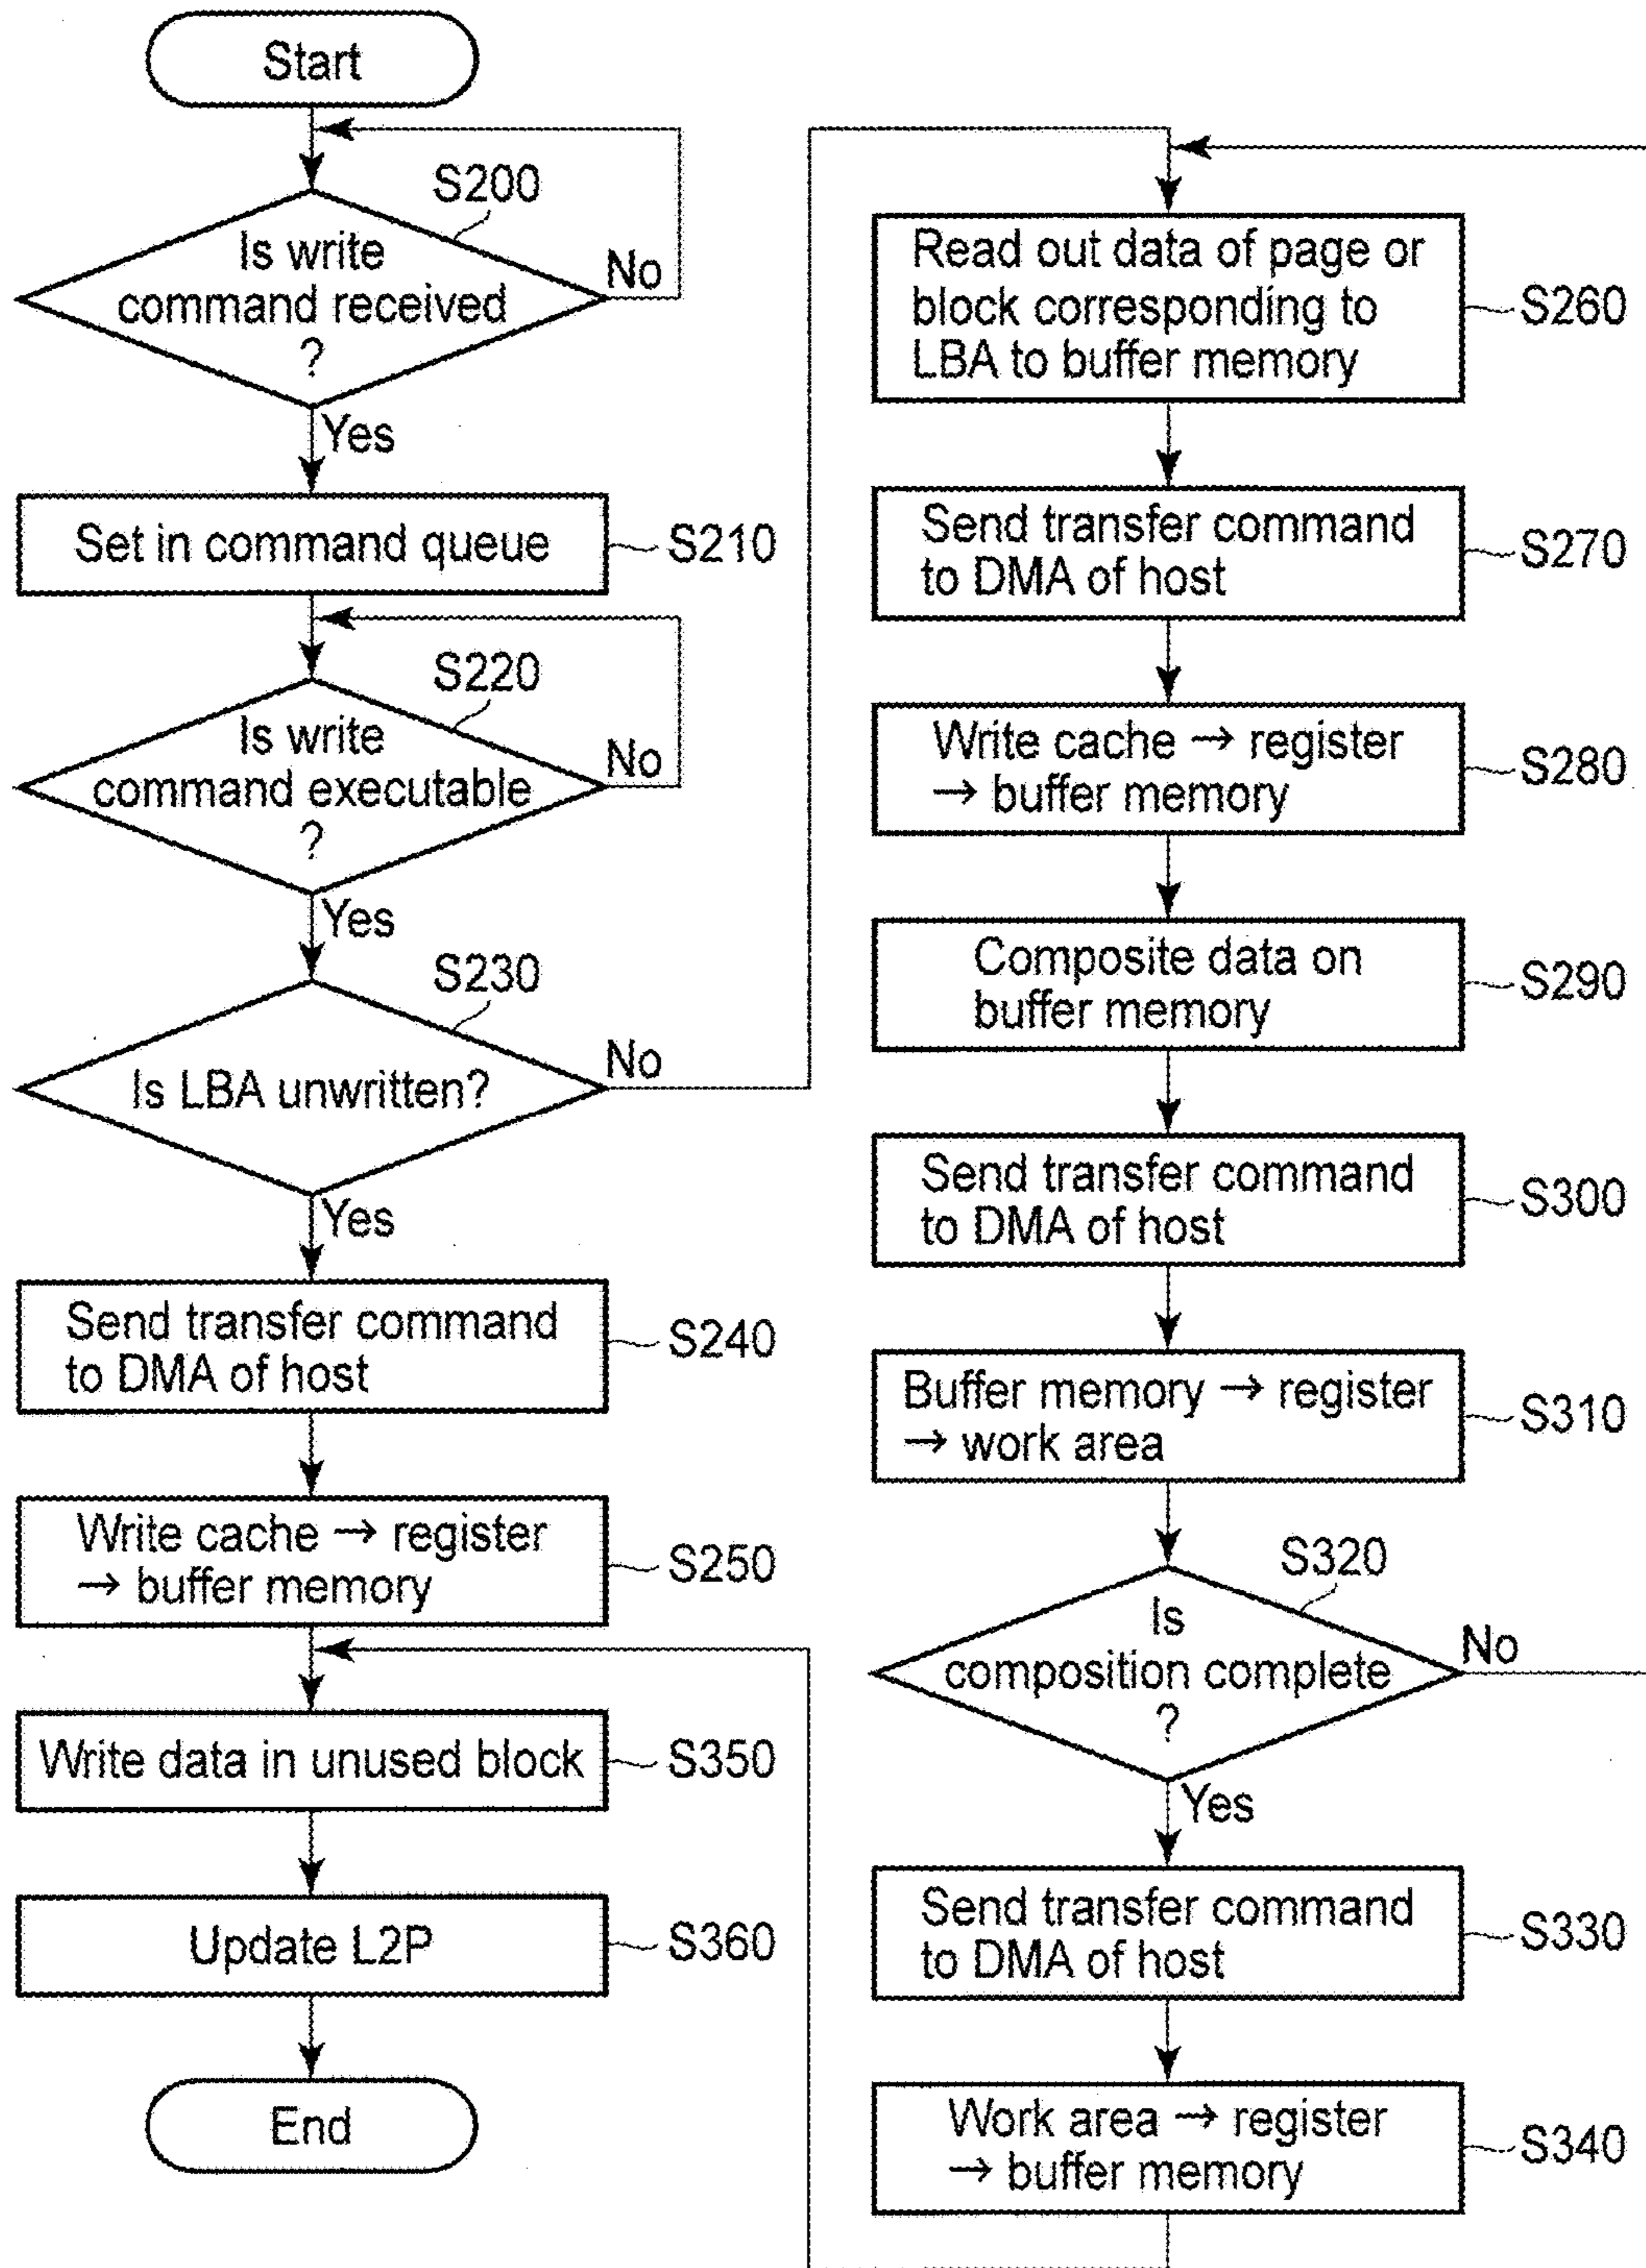 Start
S200
Is write
command received
?
No
Yes
Set in command queue
S210
S220
Is write
command executable
?
No
Yes
S230
Is LBA unwritten?
No
Yes
Send transfer command
to DMA of host
S240
Write cache → register
→ buffer memory
S250
Write data in unused block
S350
Update L2P
S360
End
Read out data of page or
block corresponding to
LBA to buffer memory
S260
Send transfer command
to DMA of host
S270
Write cache → register
→ buffer memory
S280
Composite data on
buffer memory
S290
Send transfer command
to DMA of host
S300
Buffer memory → register
→ work area
S310
S320
Is
composition complete
?
No
Yes
Send transfer command
to DMA of host
S330
Work area → register
→ buffer memory
S340